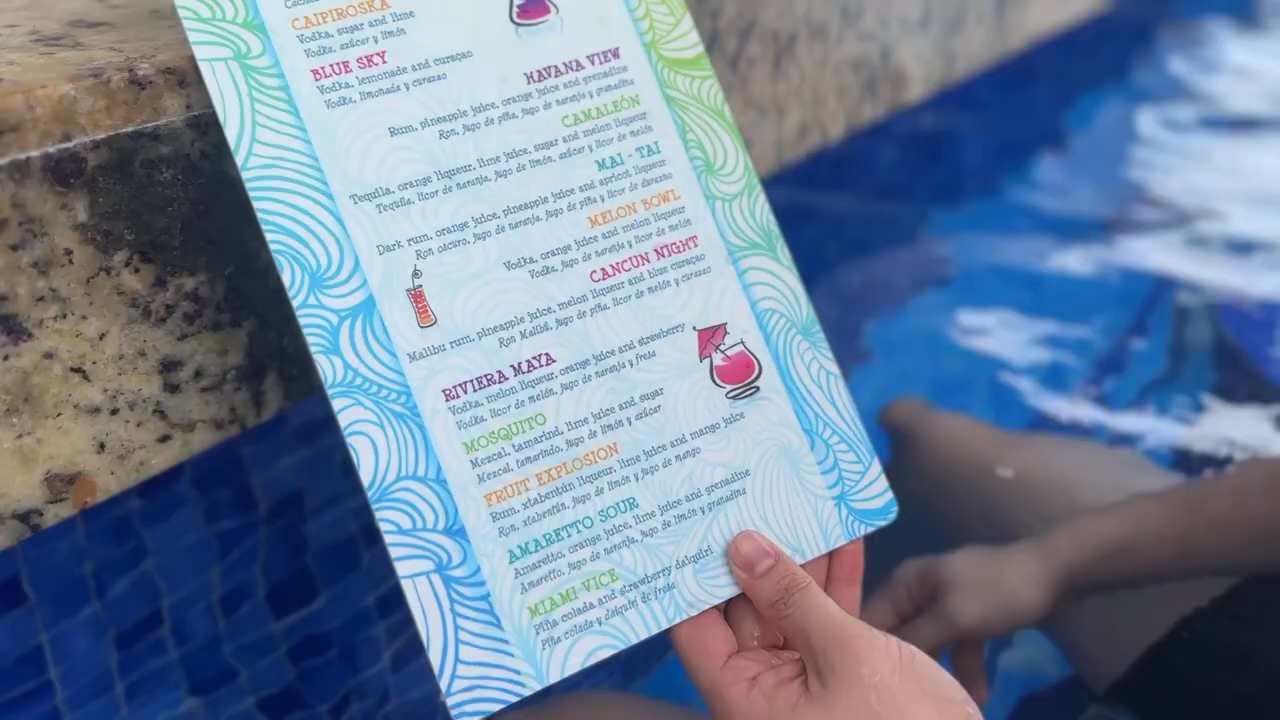 CAIPIROSKA
Vodka, sugar and lime
Vodka, azúcar y limón
BLUE SKY
Vodka, lemonade and curaçao
Vodka, limonada y curazao
HAVANA VIEW
Rum, pineapple juice, orange juice and grenadine
Ron, jugo de piña, jugo de naranja y granadina
CAMALEÓN
Tequila, orange liqueur, lime juice, sugar and melon liqueur
Tequila, licor de naranja, jugo de limón, azúcar y licor de melón
MAI - TAI
Dark rum, orange juice, pineapple juice and apricot liqueur
Ron oscuro, jugo de naranja, jugo de piña y licor de durazno
MELON BOWL
Vodka, orange juice and melon liqueur
Vodka, jugo de naranja y licor de melón
CANCUN NIGHT
Malibu rum, pineapple juice, melon liqueur and blue curaçao
Ron Malibú, jugo de piña, licor de melón y curazao
RIVIERA MAYA
Vodka, melon liqueur, orange juice and strawberry
Vodka, licor de melón, jugo de naranja y fresa
MOSQUITO
Mezcal, tamarind, lime juice and sugar
Mezcal, tamarindo, jugo de limón y azúcar
FRUIT EXPLOSION
Rum, xtabentún liqueur, lime juice and mango juice
Ron, xtabentún, jugo de limón y jugo de mango
AMARETTO SOUR
Amaretto, orange juice, lime juice and grenadine
Amaretto, jugo de naranja, jugo de limón y granadina
MIAMI VICE
Piña colada and strawberry daiquiri
Piña colada y daiquiri de fresa